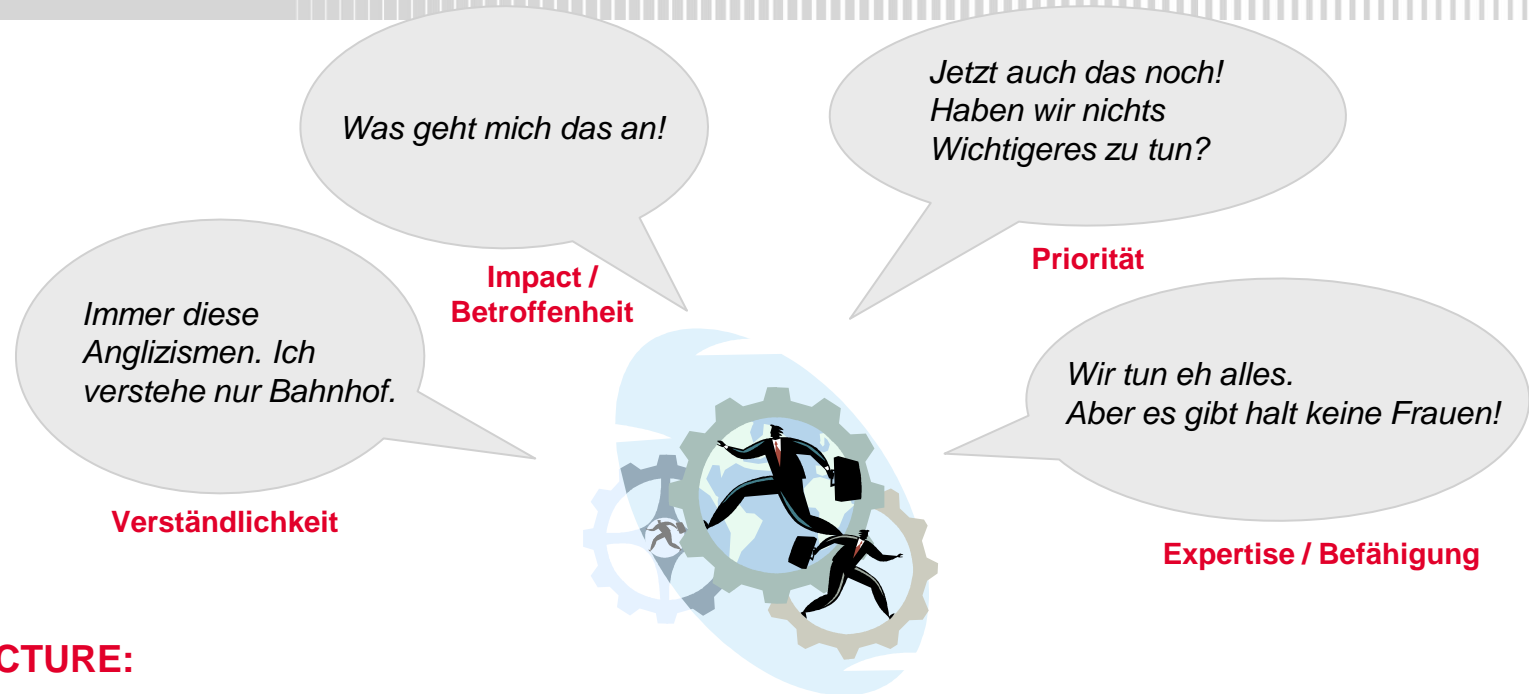 Was geht mich das an!
Impact /
Betroffenheit
Jetzt auch das noch!
Haben wir nichts
Wichtigeres zu tun?
Priorität
Immer diese
Anglizismen. Ich
verstehe nur Bahnhof.
Verständlichkeit
Wir tun eh alles.
Aber es gibt halt keine Frauen!
Expertise / Befähigung
CTURE: